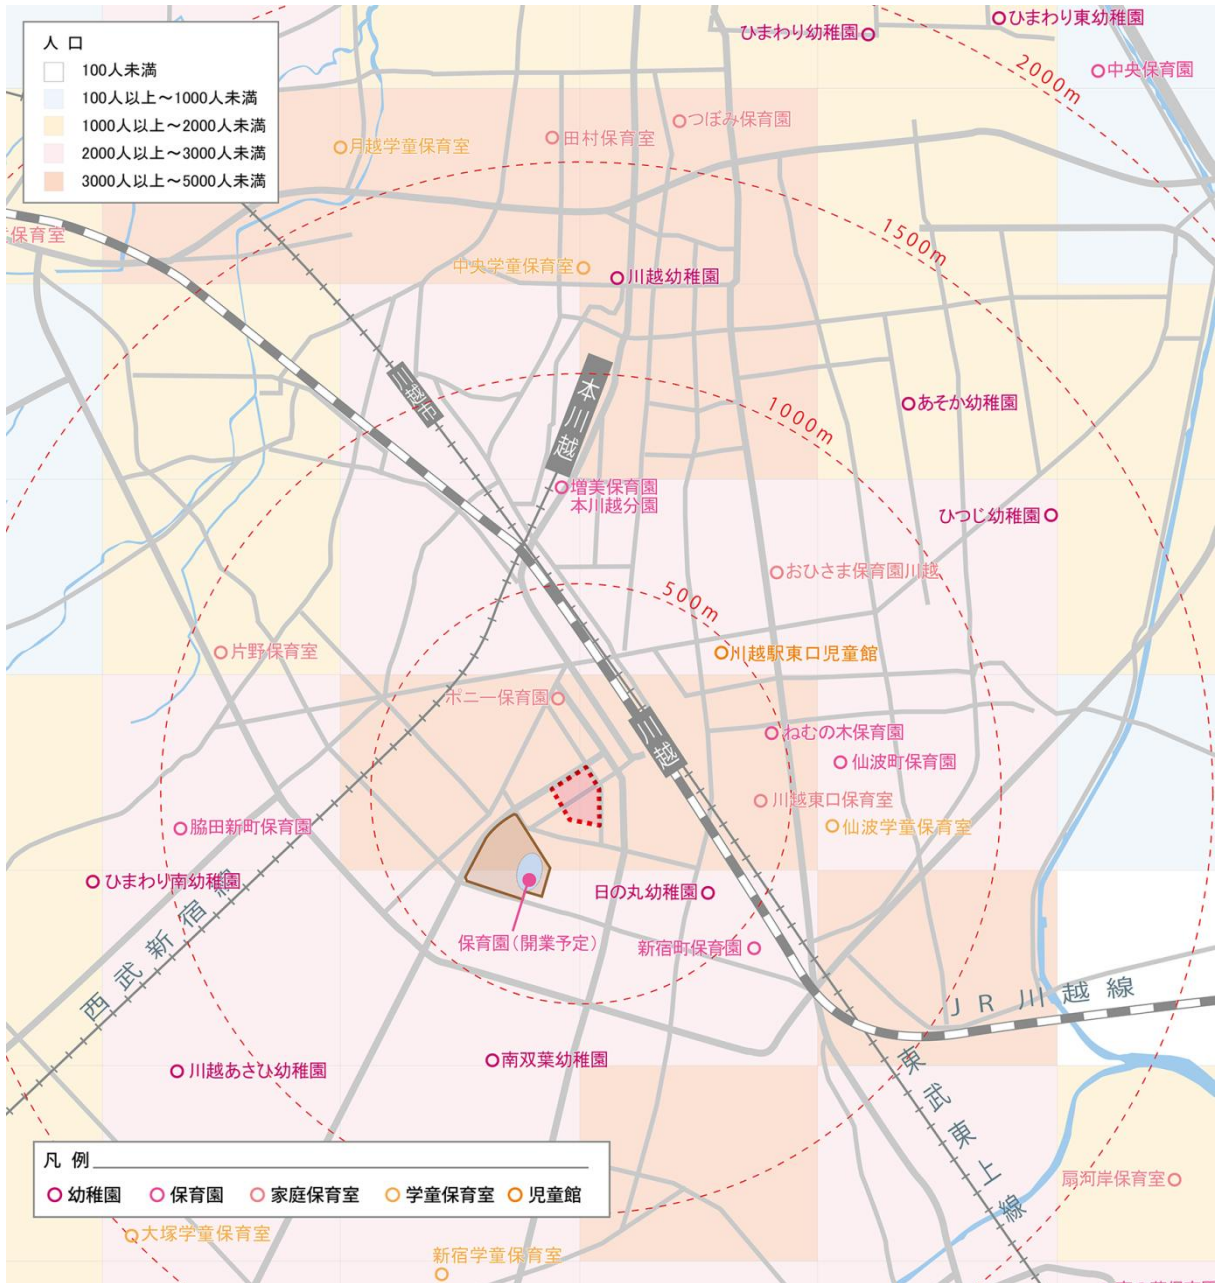 人 口
100人未満
100人以上～1000人未満
1000人以上～2000人未満
2000人以上～3000人未満
3000人以上～5000人未満
ひまわり幼稚園
ひまわり東幼稚園
中央保育園
2000m
つぼみ保育園
田村保育室
月越学童保育室
保育室
1500m
中央学童保育室
川越幼稚園
川越市
本川越
1000m
あそか幼稚園
増美保育園
本川越分園
ひつじ幼稚園
おひさま保育園川越
500m
片野保育室
川越駅東口児童館
ポニー保育園
川越
ねむの木保育園
仙波町保育園
川越東口保育室
仙波学童保育室
脇田新町保育園
ひまわり南幼稚園
西武新宿線
日の丸幼稚園
保育園（開業予定）
新宿町保育園
JR川越線
南双葉幼稚園
川越あさひ幼稚園
東武東上線
凡 例
幼稚園
保育園
家庭保育室
学童保育室
児童館
扇河岸保育室
大塚学童保育室
新宿学童保育室